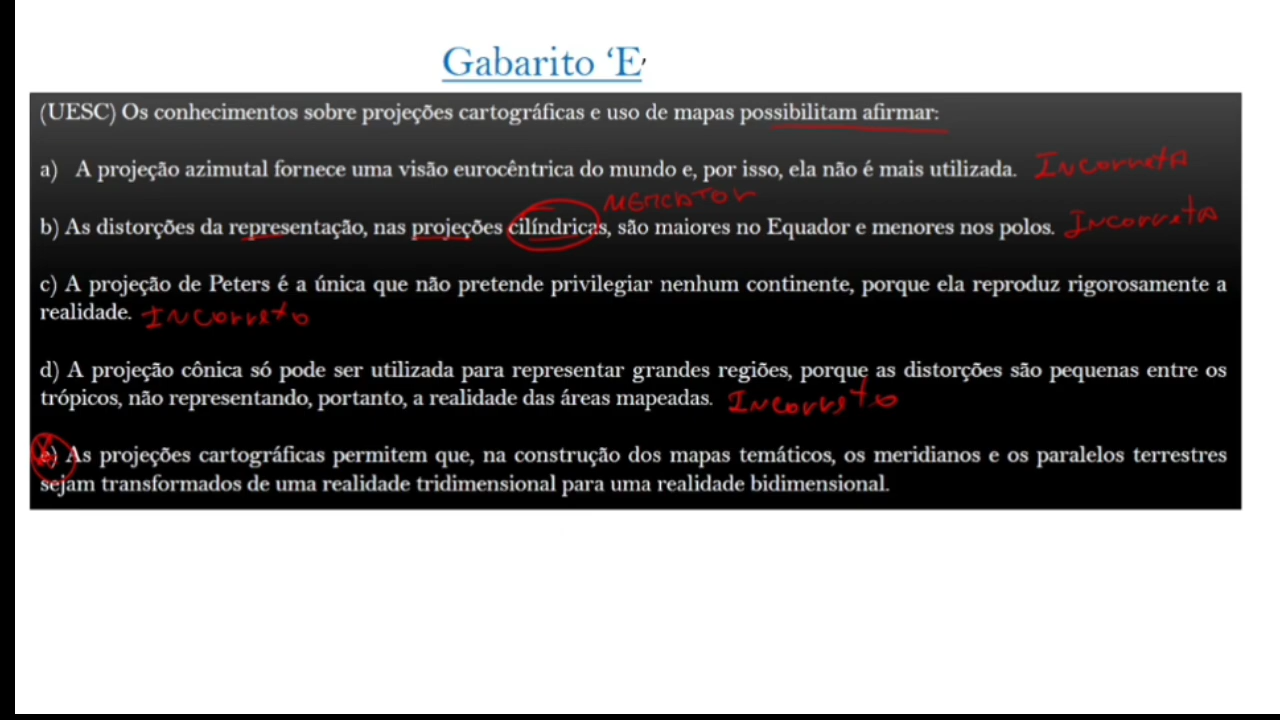 Gabarito ‘E’
(UESC) Os conhecimentos sobre projeções cartográficas e uso de mapas possibilitam afirmar:
a) A projeção azimutal fornece uma visão eurocêntrica do mundo e, por isso, ela não é mais utilizada. Incorreta
MERCATOR
b) As distorções da representação, nas projeções cilíndricas, são maiores no Equador e menores nos polos. Incorreta
c) A projeção de Peters é a única que não pretende privilegiar nenhum continente, porque ela reproduz rigorosamente a
realidade. Incorreto
d) A projeção cônica só pode ser utilizada para representar grandes regiões, porque as distorções são pequenas entre os
trópicos, não representando, portanto, a realidade das áreas mapeadas. Incorreto
e) As projeções cartográficas permitem que, na construção dos mapas temáticos, os meridianos e os paralelos terrestres
sejam transformados de uma realidade tridimensional para uma realidade bidimensional.